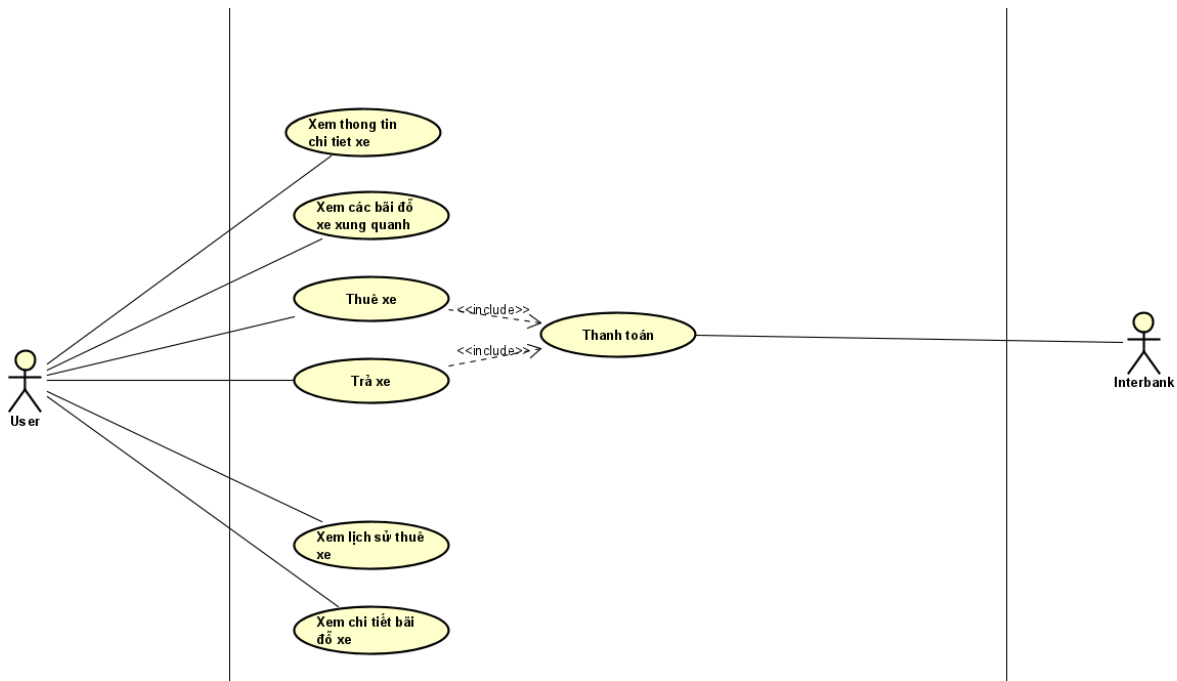 Xem thong tin
chi tiet xe
Xem các bãi đỗ
xe xung quanh
Thuê xe
<<include>>
Thanh toán
<<include>>
Trả xe
User
Interbank
Xem lịch sử thuê
xe
Xem chi tiết bãi
đỗ xe